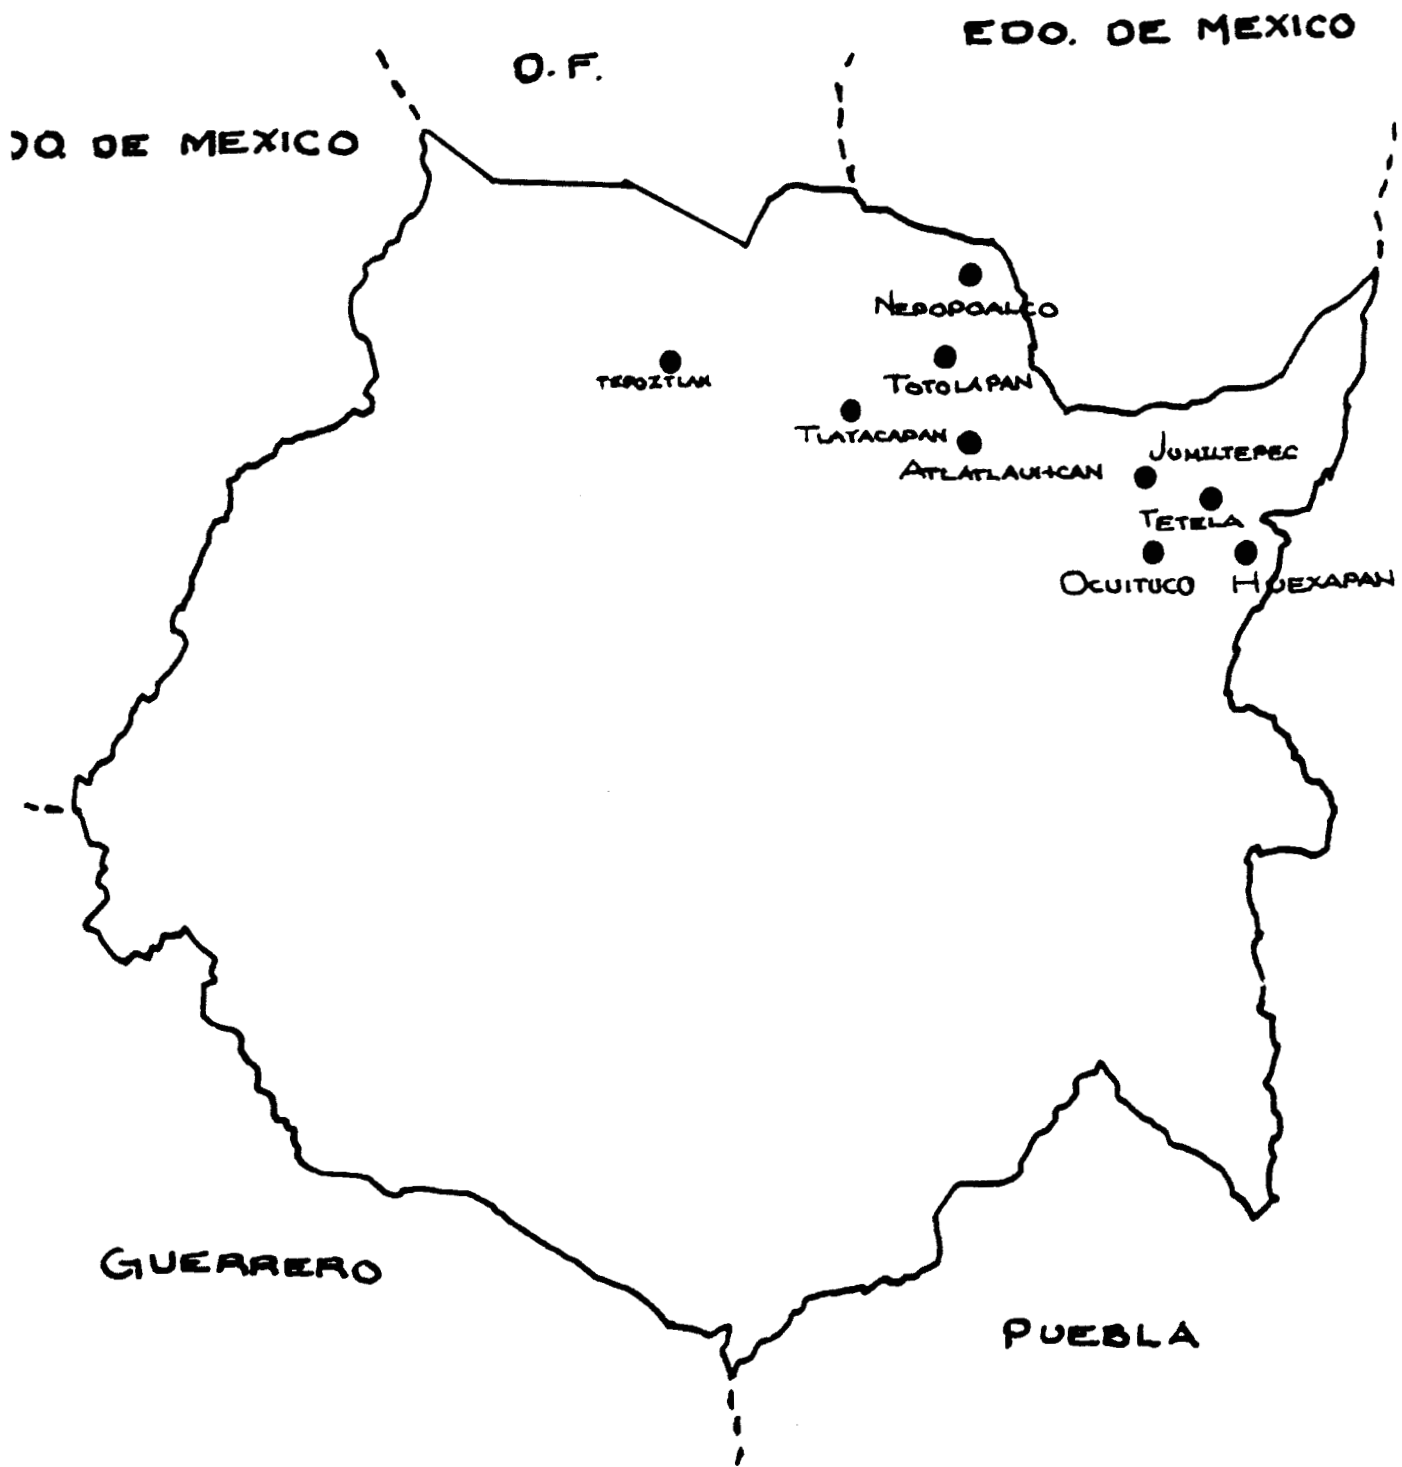 EDO. DE MEXICO
D.F.
DO DE MEXICO
NEPOPOALCO
TEPOZTLAN
TOTOLAPAN
TLAYACAPAN
ATLATLAUHCAN
JUMILTEPEC
TETELA
OCUITUCO
HUEXAPAN
GUERRERO
PUEBLA